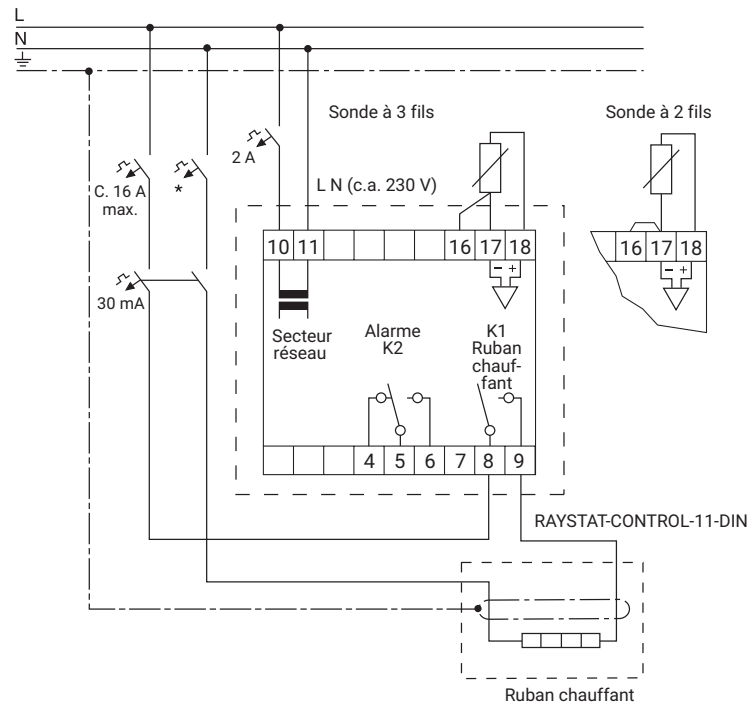 L
N
Sonde à 3 fils
Sonde à 2 fils
2 A
L N (c.a. 230 V)
C. 16 A
max.
*
10 11 16 17 18
- +
16 17 18
- +
30 mA
Secteur
réseau
Alarme
K2
K1
Ruban
chauf-
fant
4 5 6 7 8 9
RAYSTAT-CONTROL-11-DIN
Ruban chauffant